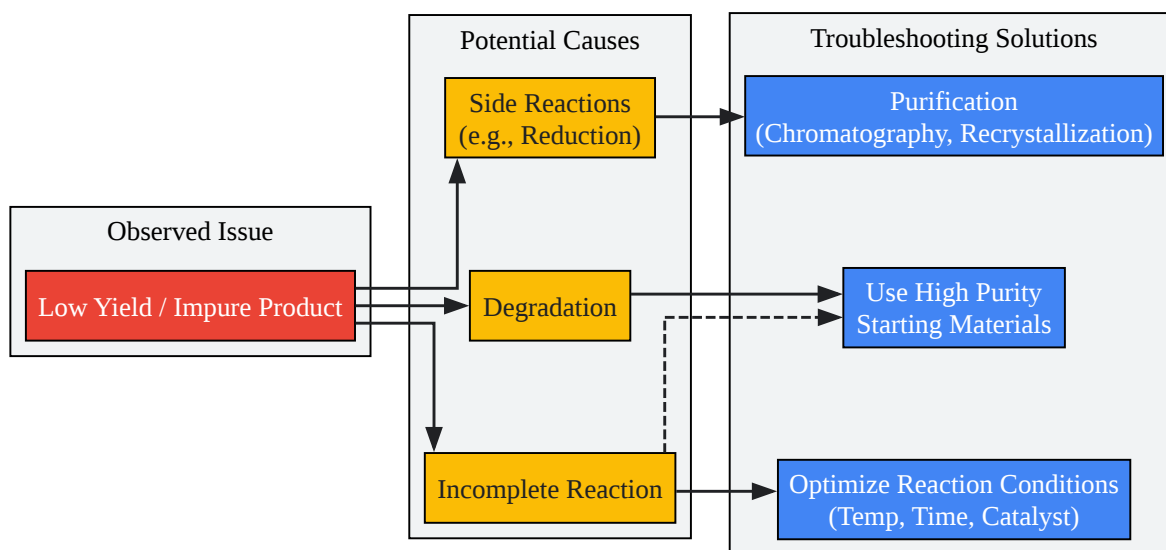 Observed Issue
Low Yield / Impure Product
Potential Causes
Side Reactions
(e.g., Reduction)
Degradation
Incomplete Reaction
Troubleshooting Solutions
Purification
(Chromatography, Recrystallization)
Use High Purity
Starting Materials
Optimize Reaction Conditions
(Temp, Time, Catalyst)